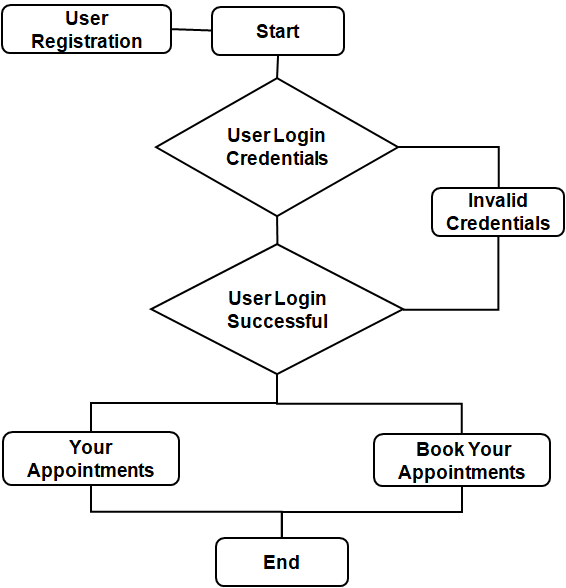 User
Registration
Start
User Login
Credentials
Invalid
Credentials
User Login
Successful
Your
Appointments
Book Your
Appointments
End